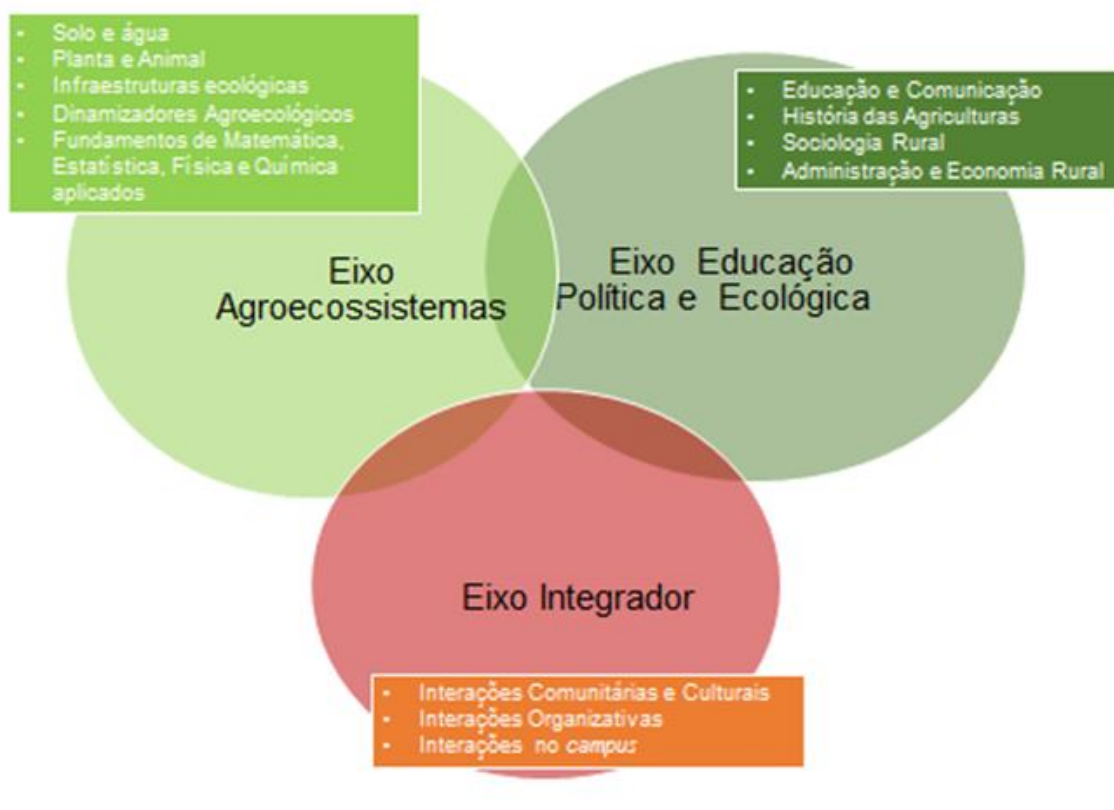 • Solo e água
• Planta e Animal
• Infraestruturas ecológicas
• Dinamizadores Agroecológicos
• Fundamentos de Matemática,
Estatística, Física e Química
aplicados
• Educação e Comunicação
• História das Agriculturas
• Sociologia Rural
• Administração e Economia Rural
Eixo
Agroecossistemas
Eixo Educação
Política e Ecológica
Eixo Integrador
• Interações Comunitárias e Culturais
• Interações Organizativas
• Interações no campus